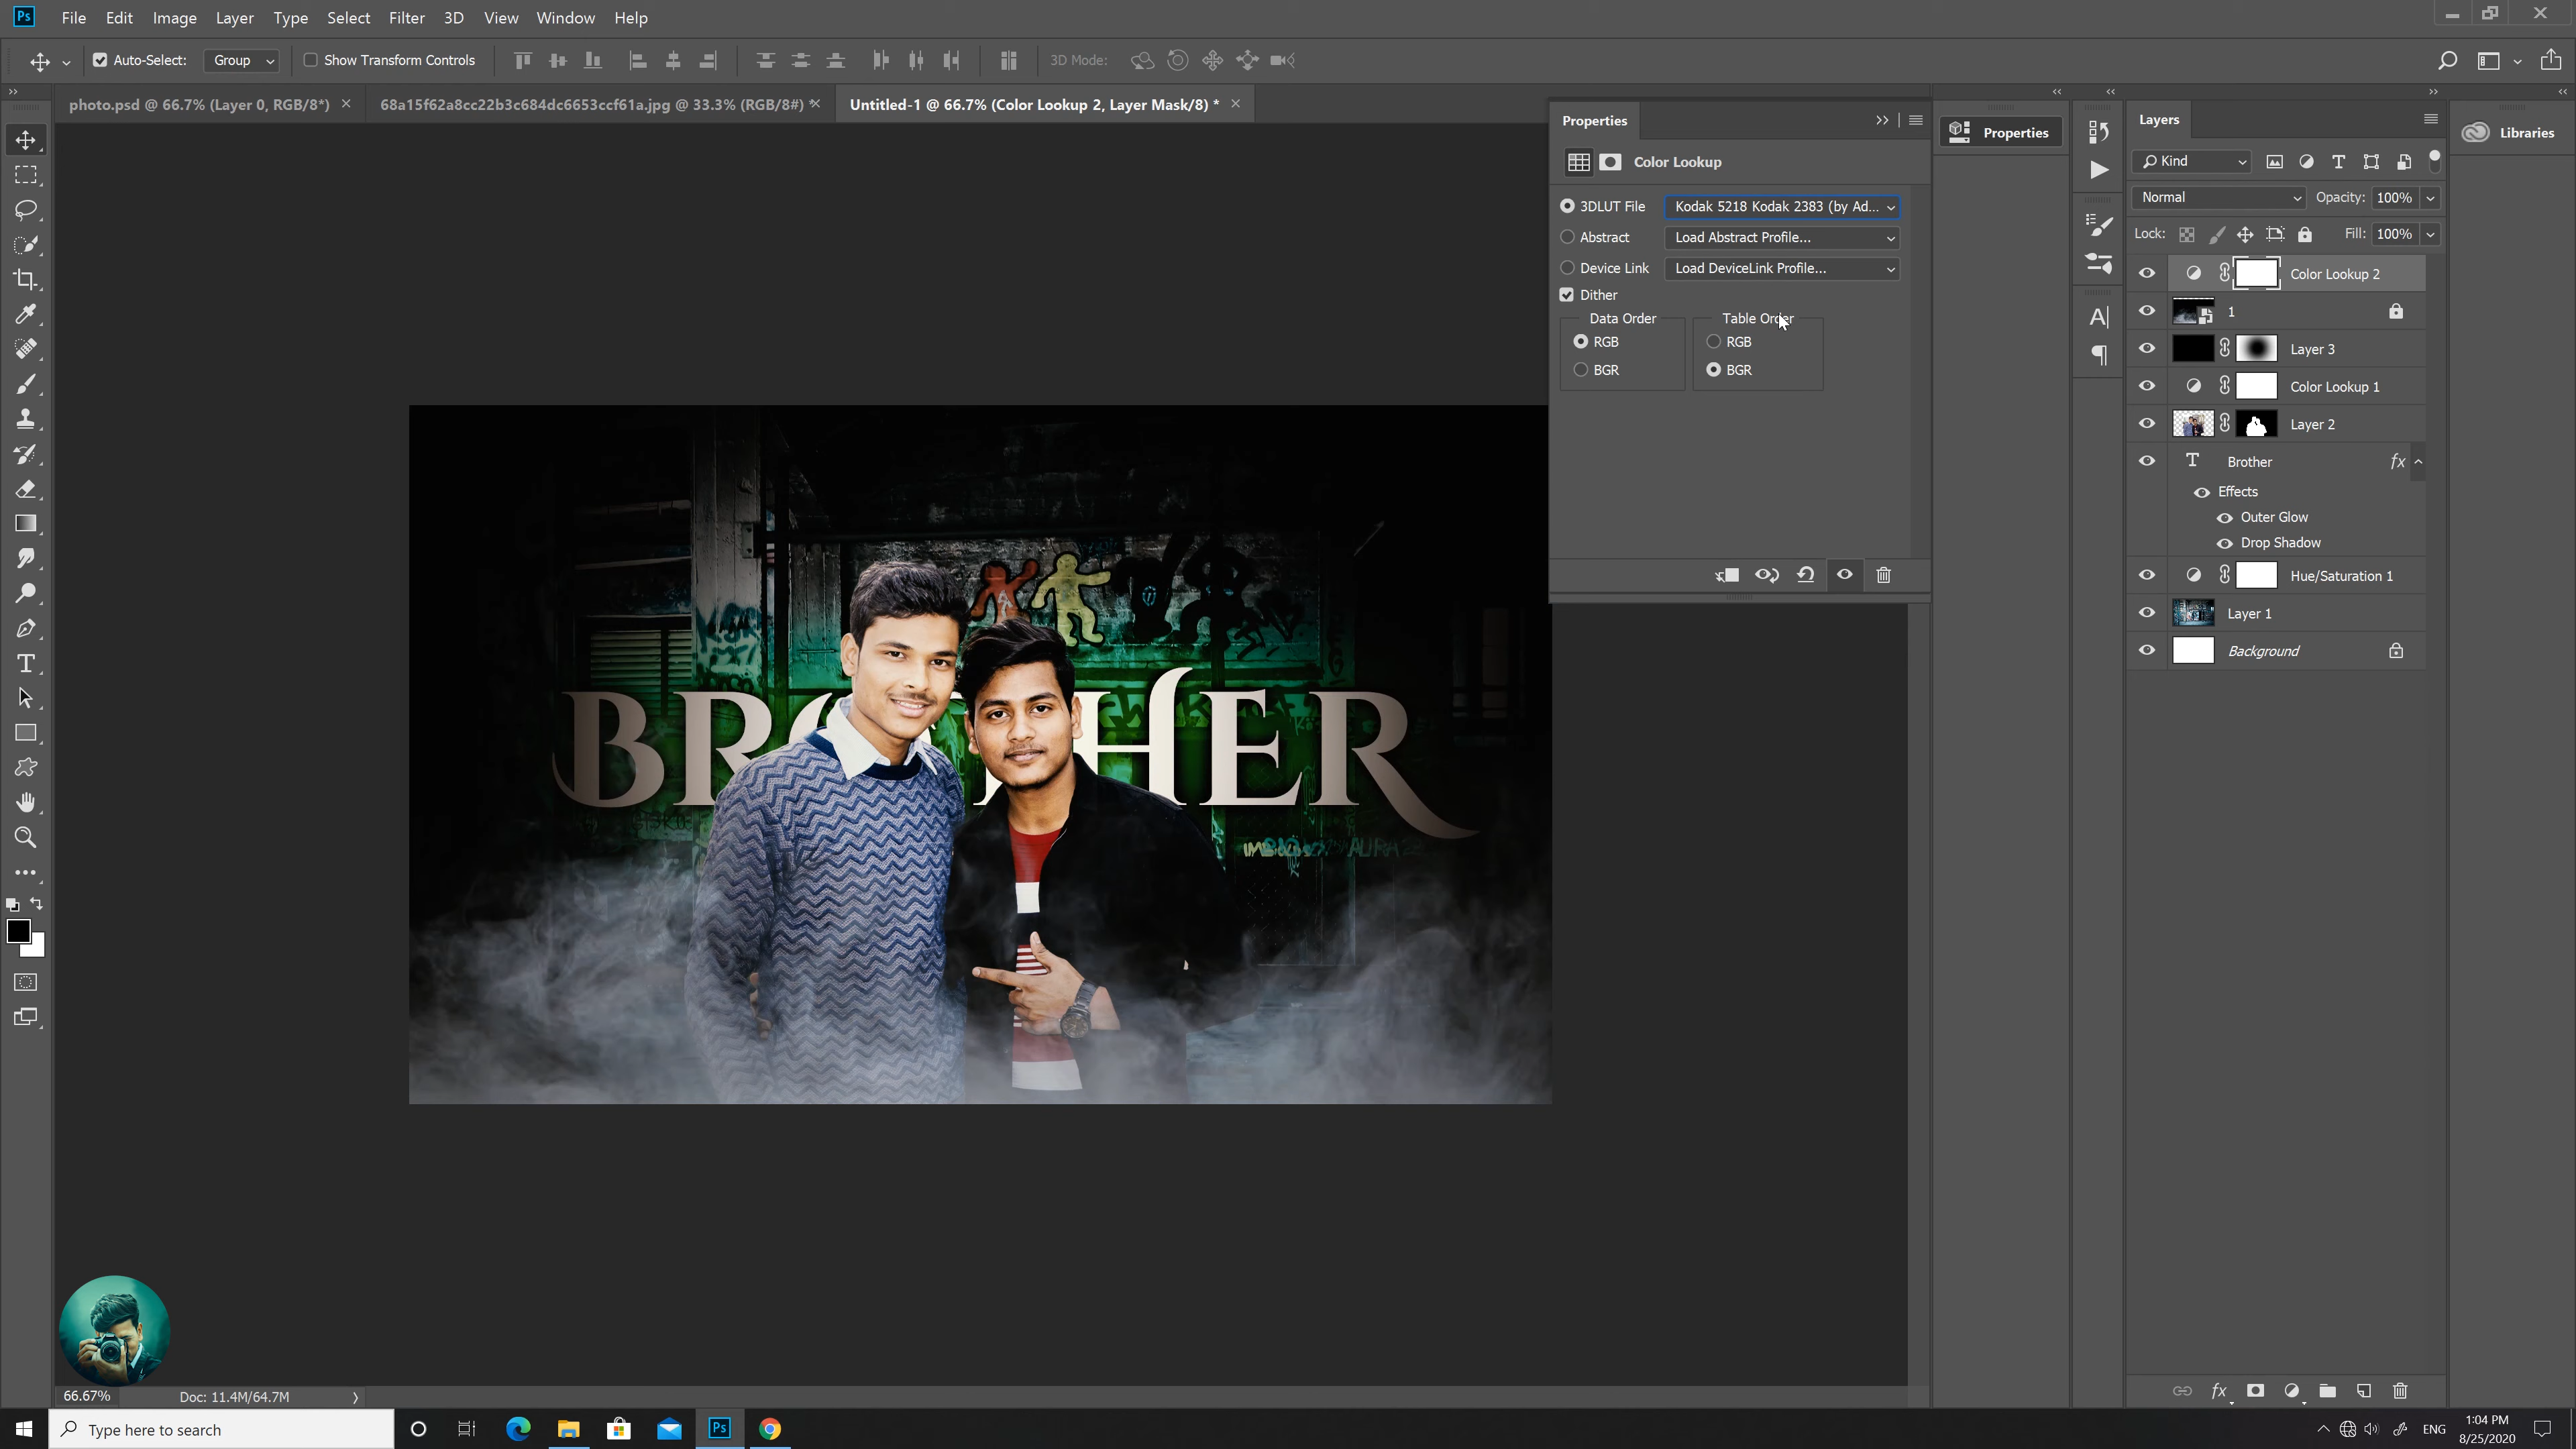 Ps File Edit Image Layer Type Select Filter 3D View Window Help
Auto-Select: Group Show Transform Controls 3D Mode:
photo.psd @ 66.7% (Layer 0, RGB/8*) × 68a15f62a8cc22b3c684dc6653ccf61a.jpg @ 33.3% (RGB/8#) × Untitled-1 @ 66.7% (Color Lookup 2, Layer Mask/8) * ×
Properties
Color Lookup
3DLUT File Kodak 5218 Kodak 2383 (by Ad...
Abstract Load Abstract Profile...
Device Link Load DeviceLink Profile...
Dither
Data Order Table Order
RGB RGB
BGR BGR
Properties
Layers
Libraries
Kind
Normal Opacity: 100%
Lock: Fill: 100%
Color Lookup 2
1
Layer 3
Color Lookup 1
Layer 2
T Brother fx
Effects
Outer Glow
Drop Shadow
Hue/Saturation 1
Layer 1
Background
66.67% Doc: 11.4M/64.7M
Type here to search
Ps
ENG
1:04 PM
8/25/2020